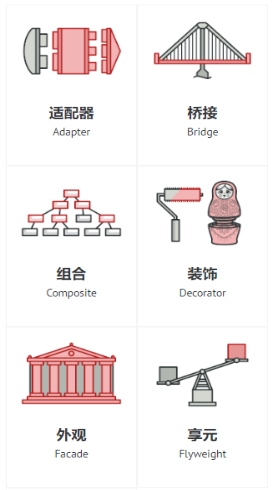 适配器
Adapter
桥接
Bridge
组合
Composite
装饰
Decorator
外观
Facade
享元
Flyweight